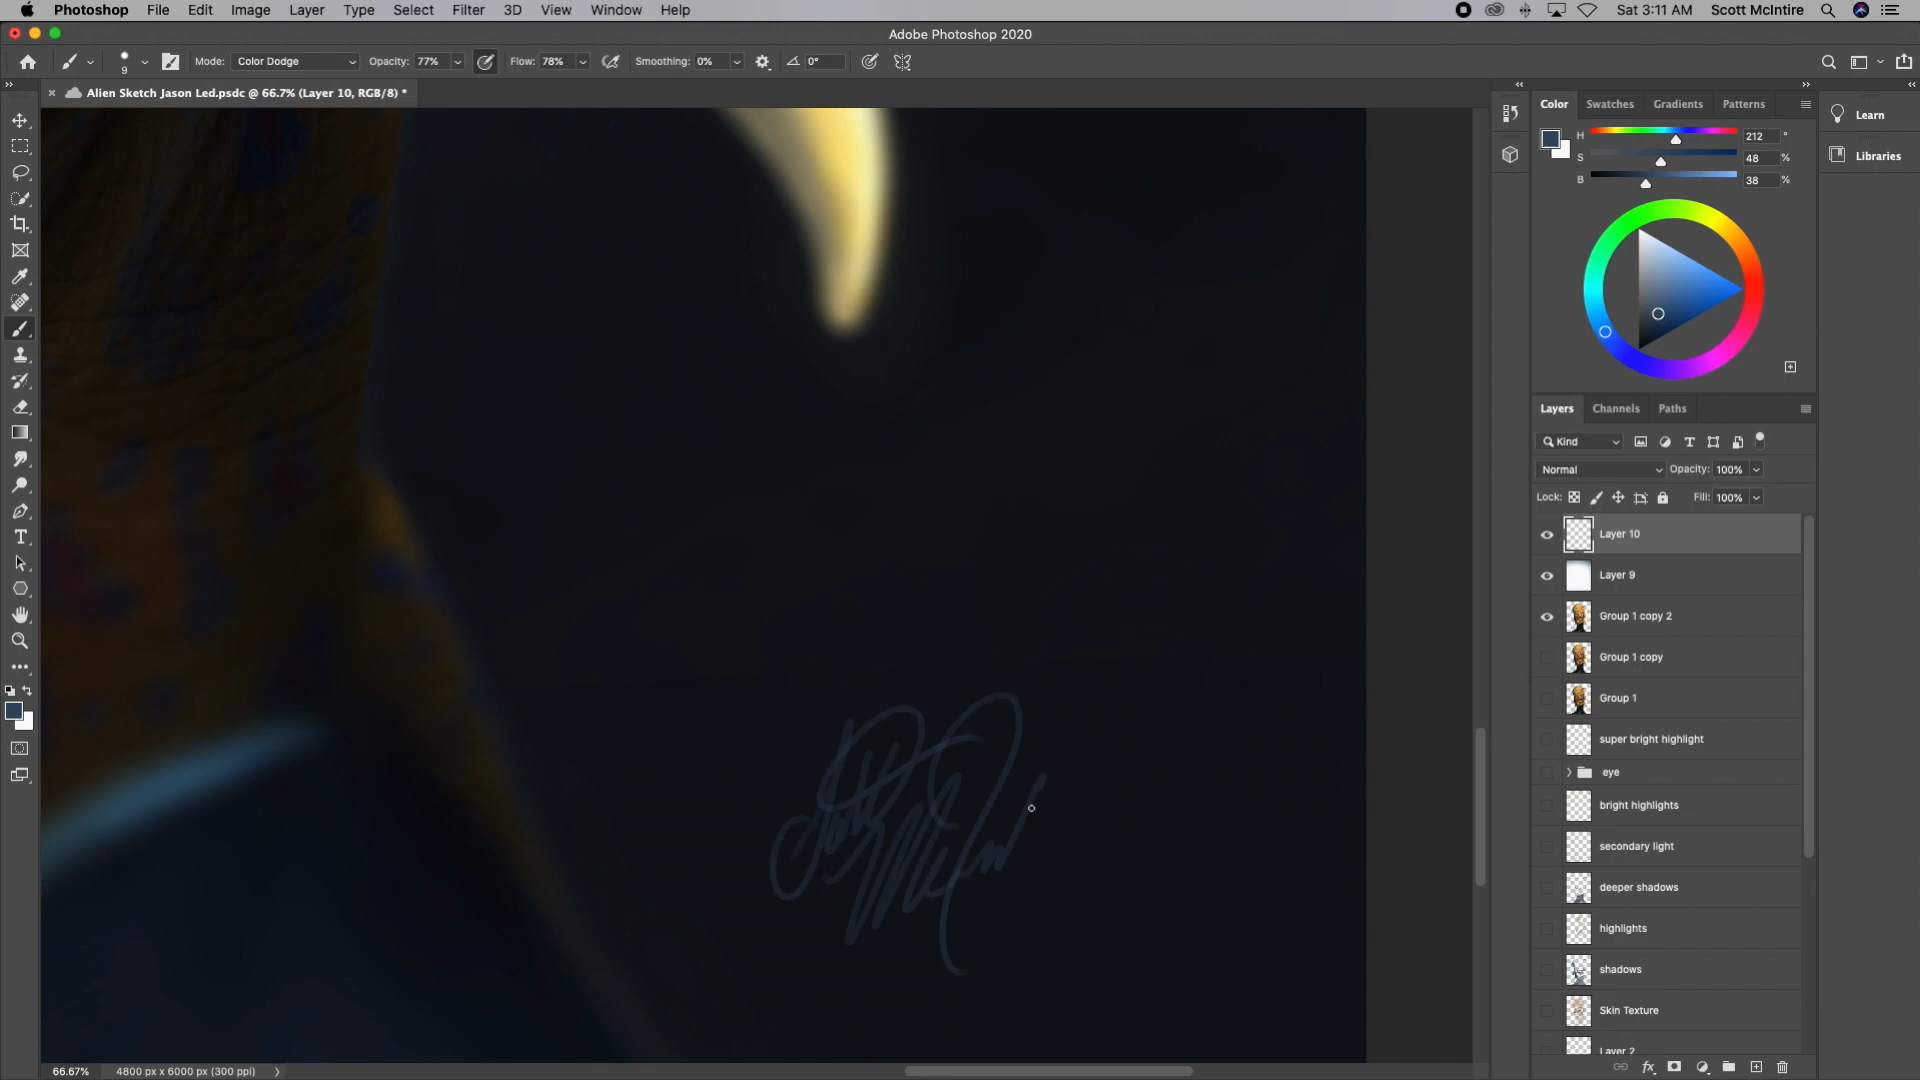 Photoshop File Edit Image Layer Type Select Filter 3D View Window Help Sat 3:11 AM Scott McIntire
Adobe Photoshop 2020
9 Mode: Color Dodge Opacity: 77% Flow: 78% Smoothing: 0% 0°
Alien Sketch Jason Led.psdc @ 66.7% (Layer 10, RGB/8) *
Color Swatches Gradients Patterns
H 212 °
S 48 %
B 38 %
Learn
Libraries
Layers Channels Paths
Kind
Normal Opacity: 100%
Lock: Fill: 100%
Layer 10
Layer 9
Group 1 copy 2
Group 1 copy
Group 1
super bright highlight
eye
bright highlights
secondary light
deeper shadows
highlights
shadows
Skin Texture
Layer 2
66.67% 4800 px x 6000 px (300 ppi)